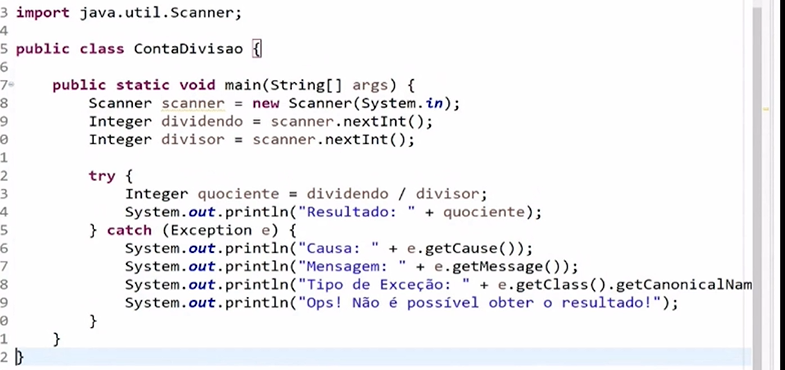 3 import java.util.Scanner;
4
5 public class ContaDivisao {
6
7 public static void main(String[] args) {
8 Scanner scanner = new Scanner(System.in);
9 Integer dividendo = scanner.nextInt();
0 Integer divisor = scanner.nextInt();
1
2 try {
3 Integer quociente = dividendo / divisor;
4 System.out.println("Resultado: " + quociente);
5 } catch (Exception e) {
6 System.out.println("Causa: " + e.getCause());
7 System.out.println("Mensagem: " + e.getMessage());
8 System.out.println("Tipo de Exceção: " + e.getClass().getCanonicalNam
9 System.out.println("Ops! Não é possível obter o resultado!");
0 }
1 }
2 }